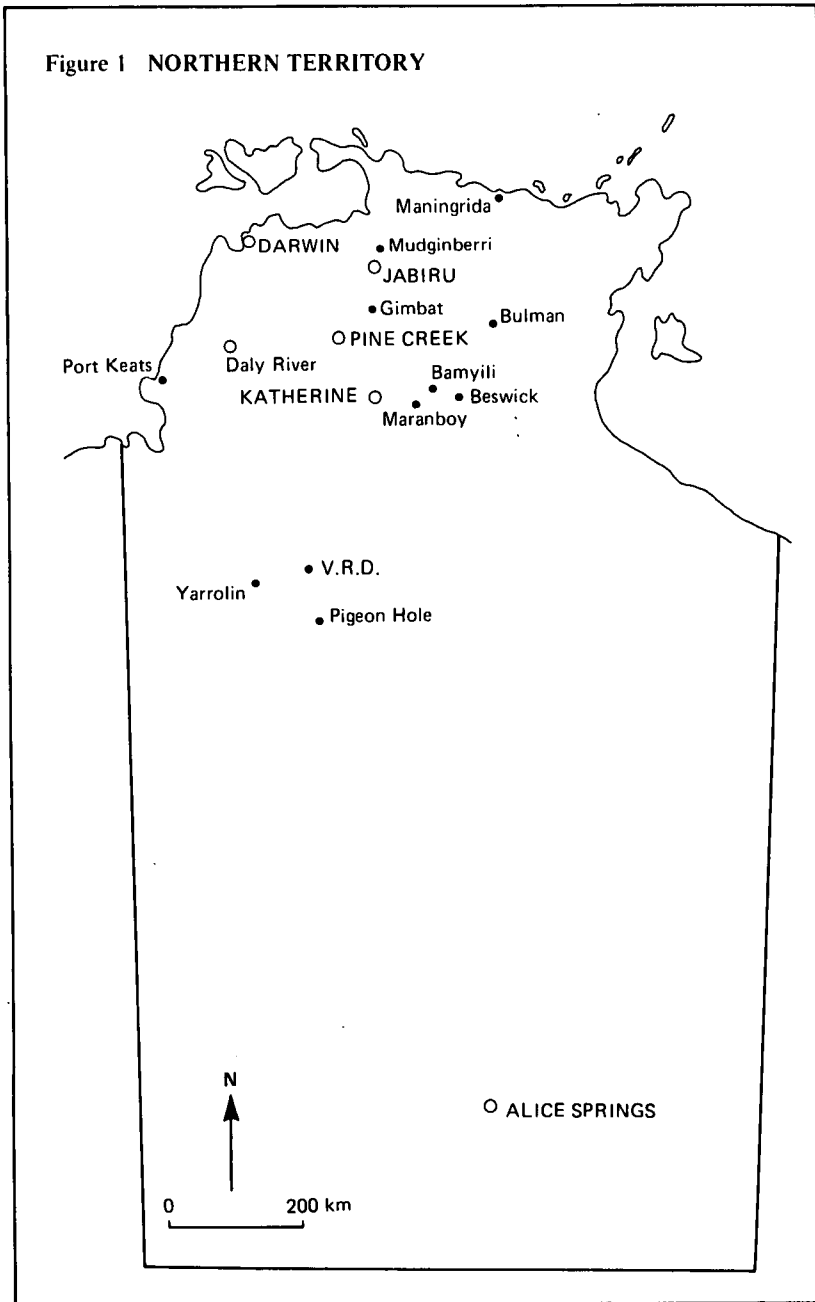 Figure 1 NORTHERN TERRITORY
Maningrida
DARWIN
Mudginberri
JABIRU
Gimbat
Bulman
PINE CREEK
Daly River
Port Keats
Bamyili
KATHERINE
Beswick
Maranboy
V.R.D.
Yarrolin
Pigeon Hole
N
ALICE SPRINGS
0 200 km